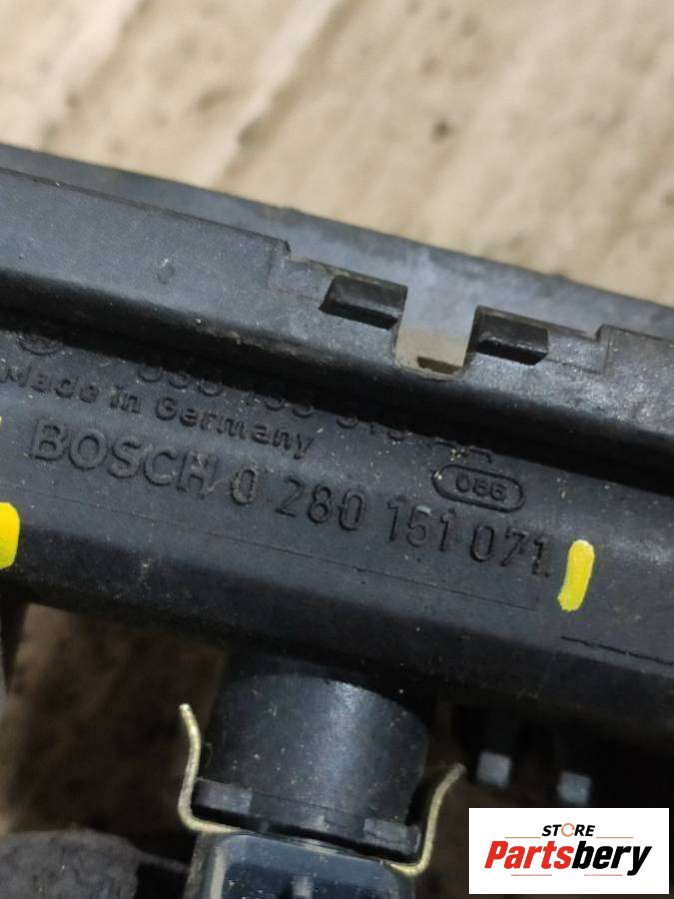 Made in Germany
086
BOSCH 0 280 151 071
STORE
Partsbery